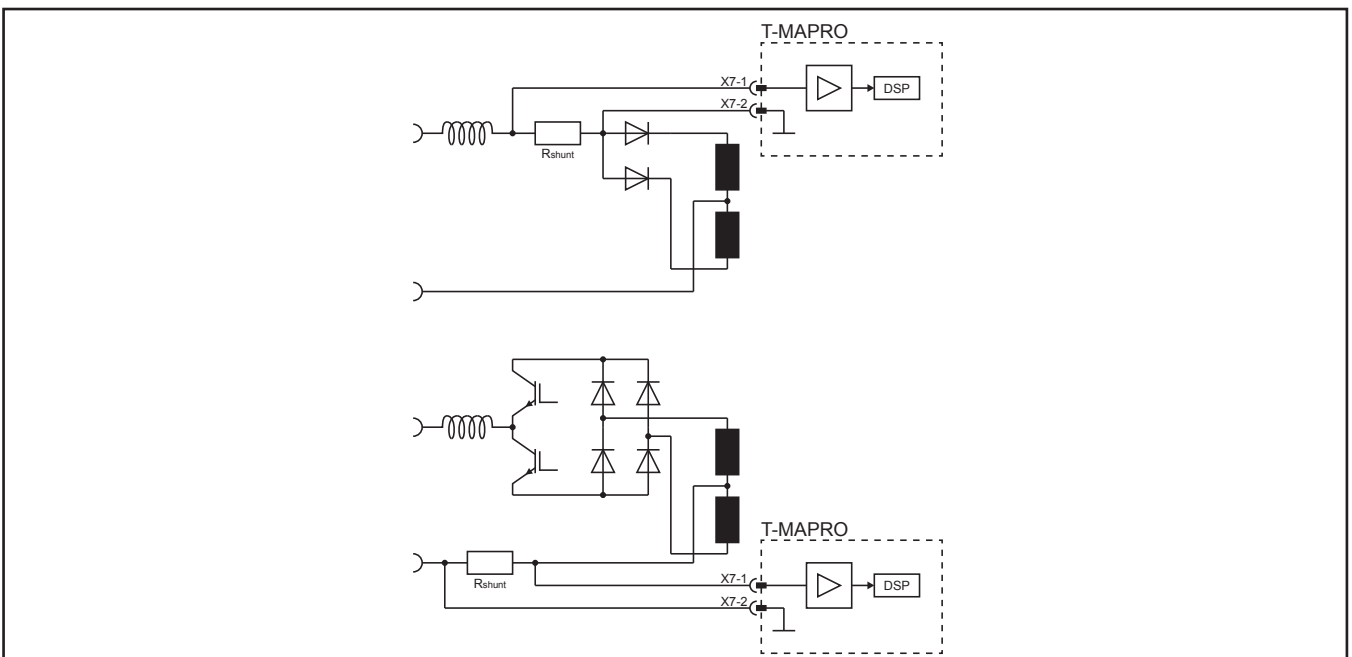 T-MAPRO
X7-1
DSP
X7-2
Rshunt
T-MAPRO
Rshunt
X7-1
DSP
X7-2